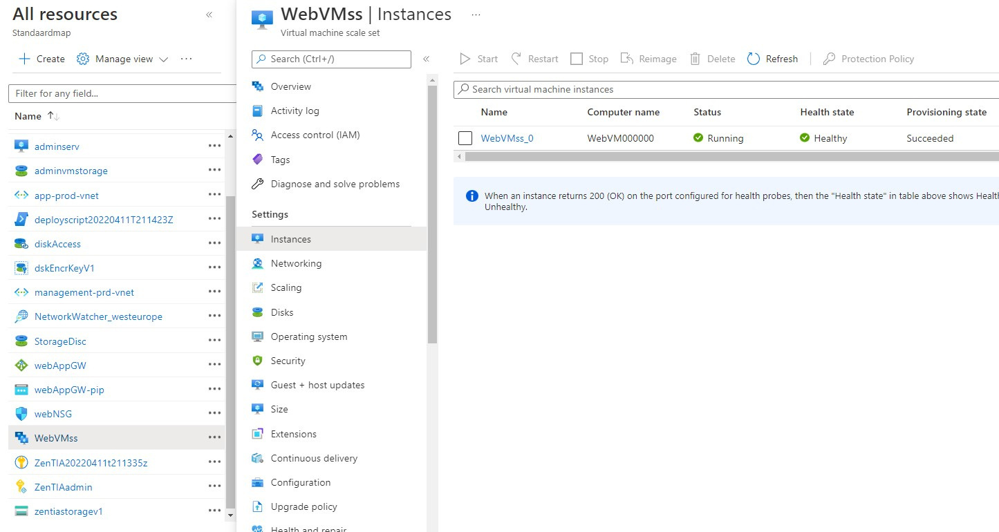 All resources
«
Standaardmap
Create
Manage view
...
Filter for any field...
Name ↑↓
adminserv
adminvmstorage
app-prod-vnet
deployscript20220411T211423Z
diskAccess
dskEncrKeyV1
management-prd-vnet
NetworkWatcher_westeurope
StorageDisc
webAppGW
webAppGW-pip
webNSG
WebVMss
ZenTIA20220411t211335z
ZenTIAadmin
zentiastoragev1
WebVMss | Instances ...
Virtual machine scale set
Search (Ctrl+/)
«
Overview
Activity log
Access control (IAM)
Tags
Diagnose and solve problems
Settings
Instances
Networking
Scaling
Disks
Operating system
Security
Guest + host updates
Size
Extensions
Continuous delivery
Configuration
Upgrade policy
Health and repair
Start Restart Stop Reimage Delete Refresh Protection Policy
Search virtual machine instances
Name Computer name Status Health state Provisioning state
WebVMss_0 WebVM000000 Running Healthy Succeeded
When an instance returns 200 (OK) on the port configured for health probes, then the "Health state" in table above shows Healt
Unhealthy.